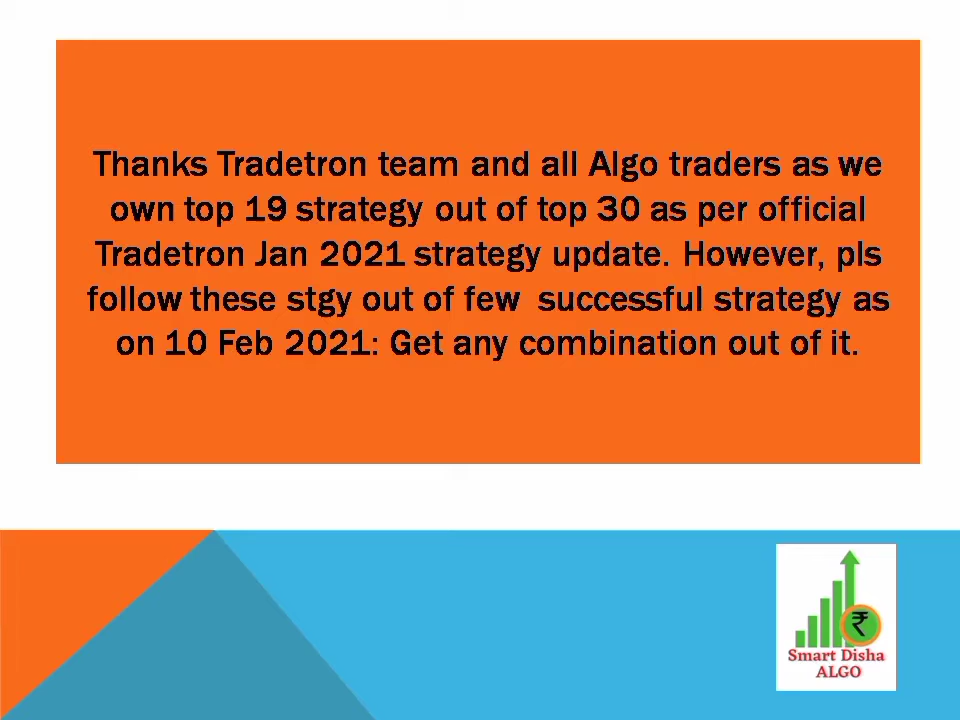 Thanks Tradetron team and all Algo traders as we
own top 19 strategy out of top 30 as per official
Tradetron Jan 2021 strategy update. However, pls
follow these stgy out of few successful strategy as
on 10 Feb 2021: Get any combination out of it.
₹
Smart Disha
ALGO